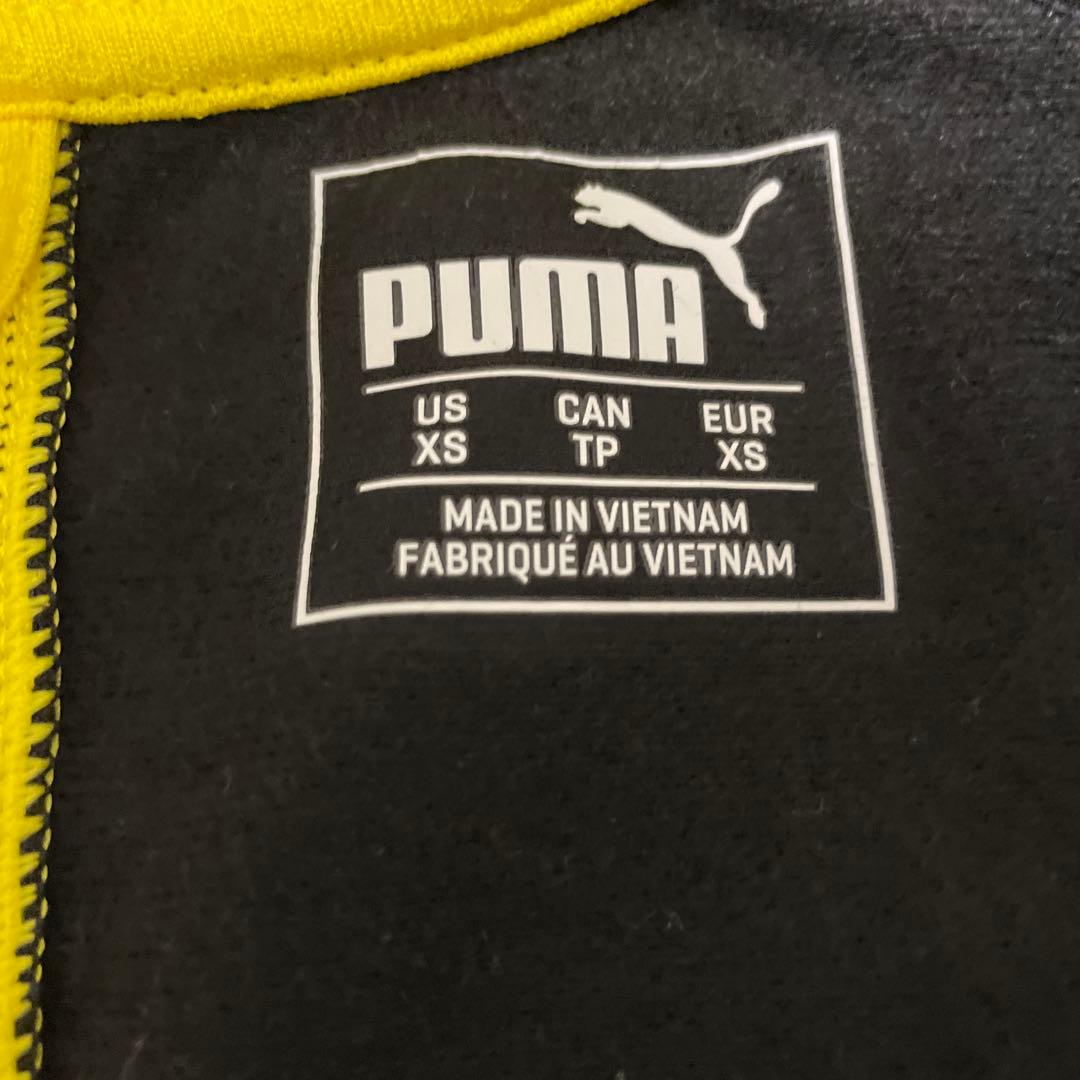 PUMA
US CAN EUR
XS TP XS
MADE IN VIETNAM
FABRIQUÉ AU VIETNAM